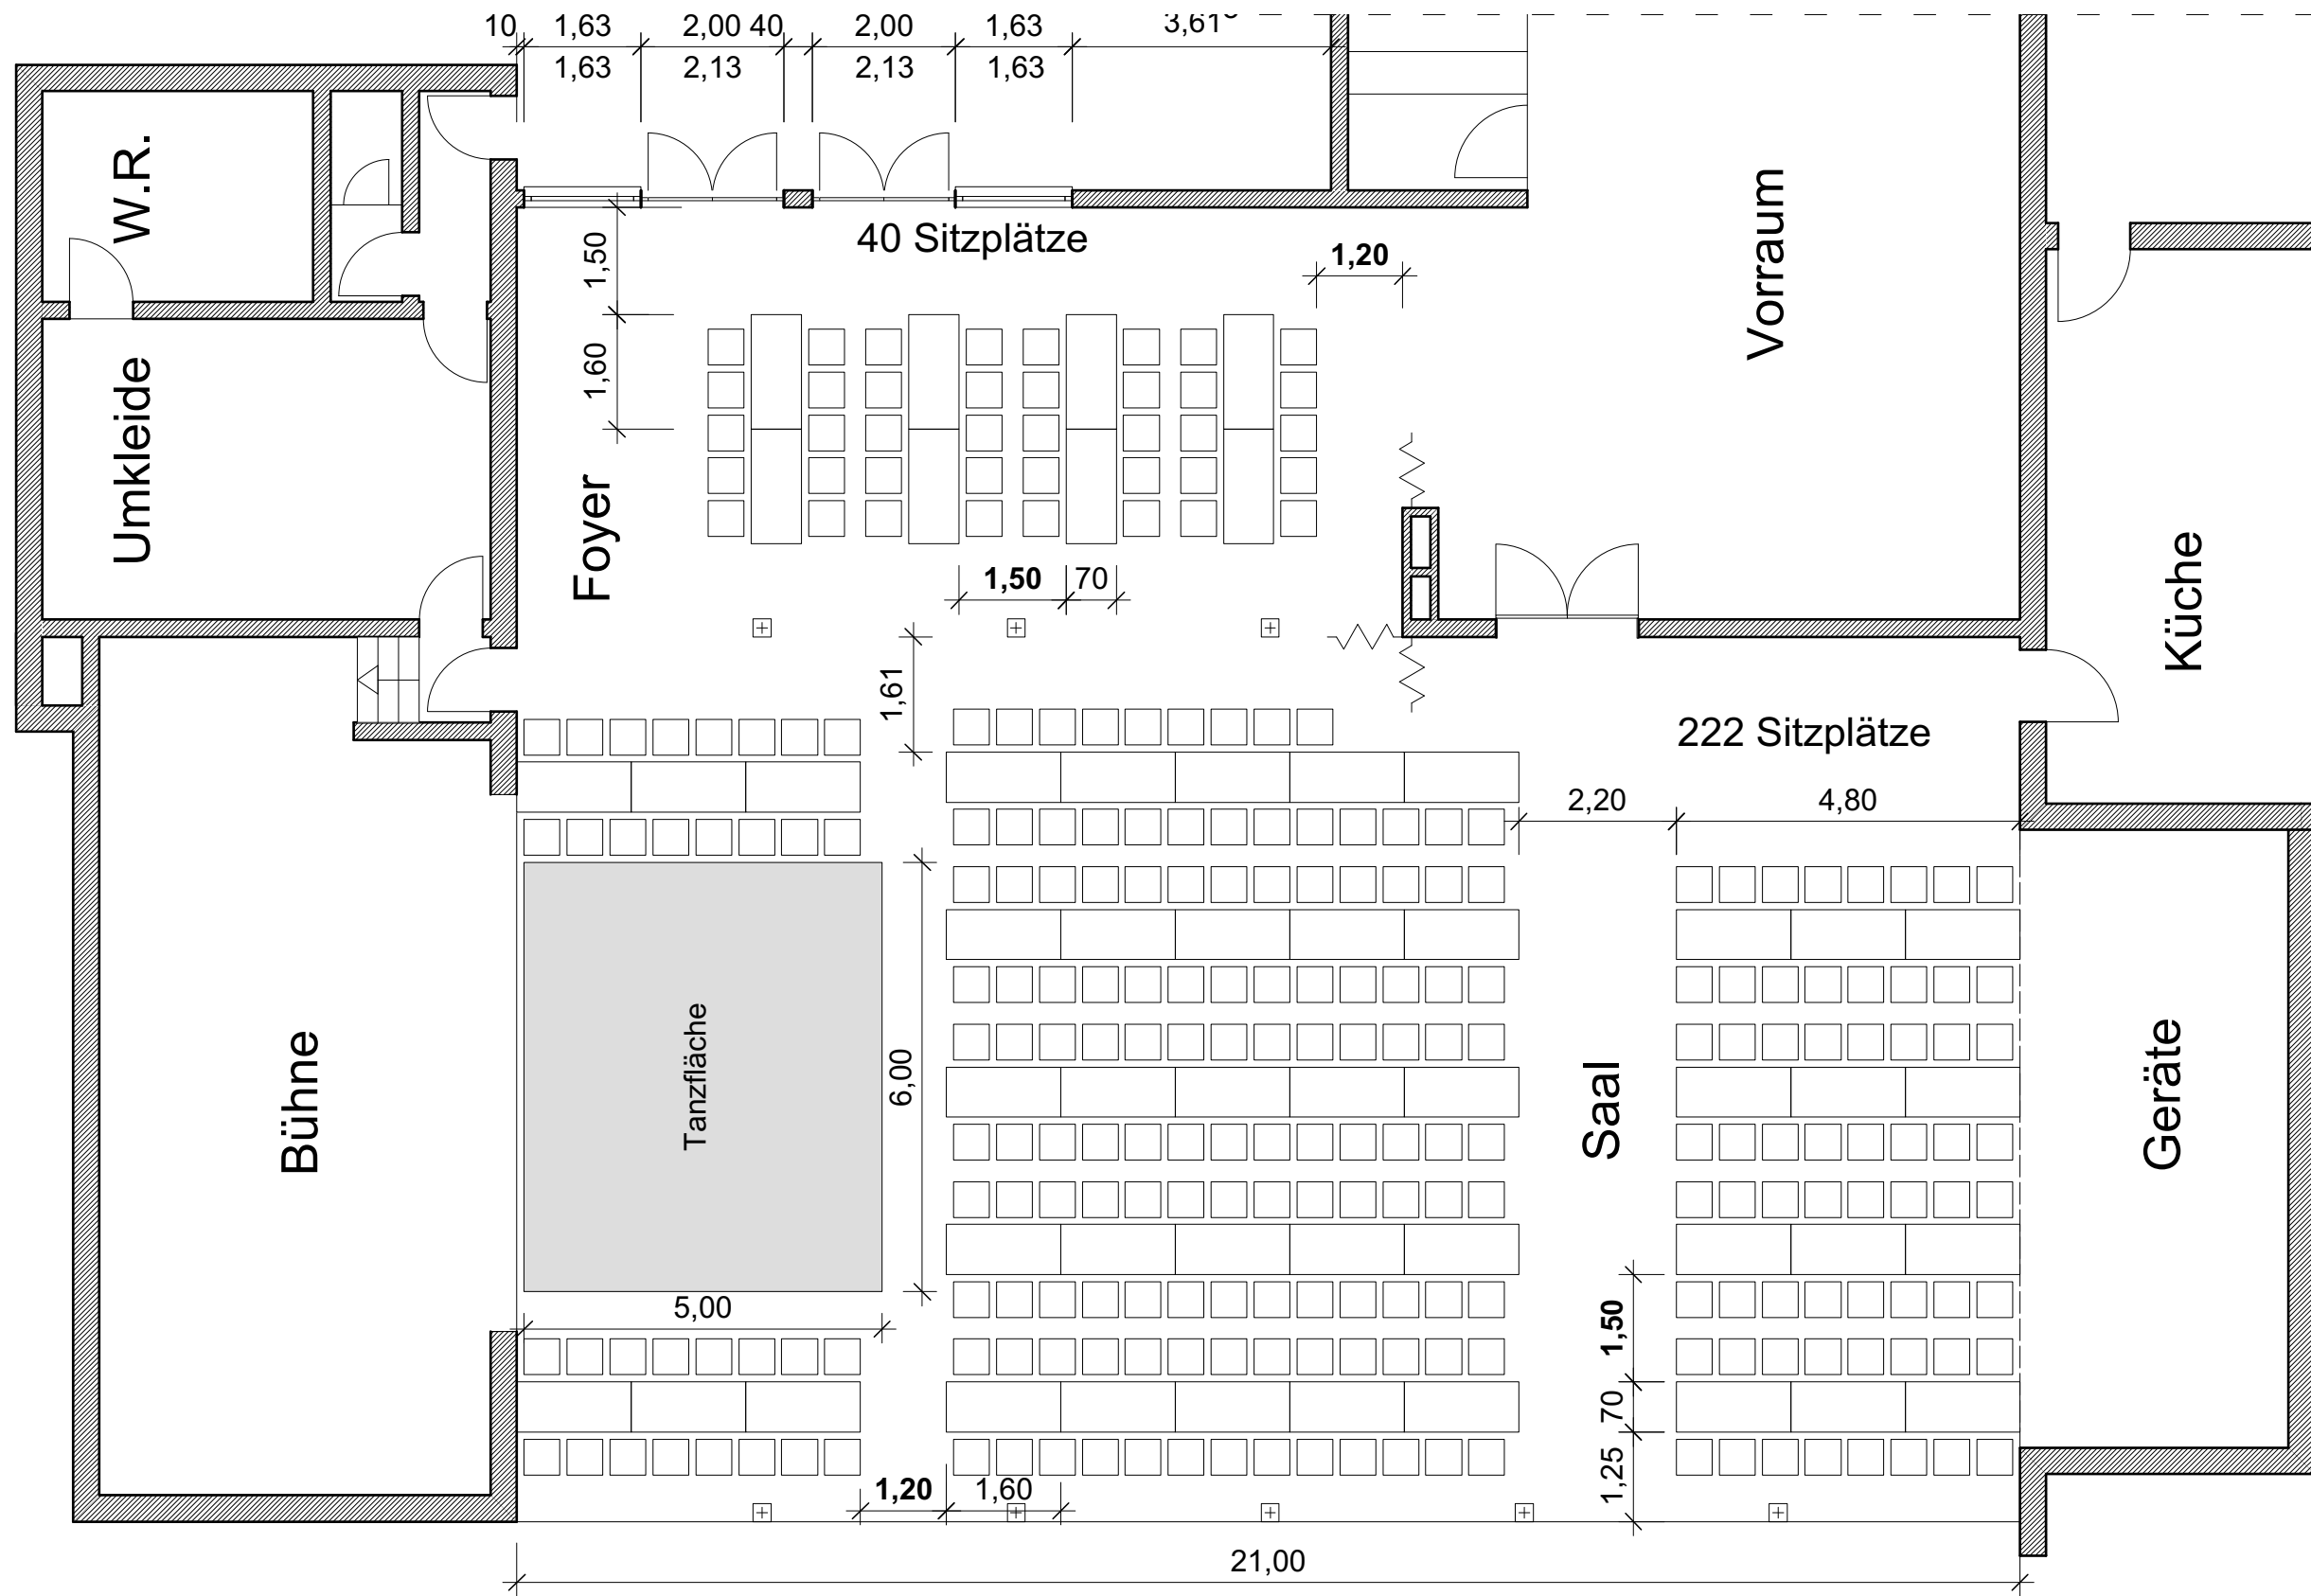 10 1,63 2,00 40 2,00 1,63
1,63 2,13 2,13 1,63
W.R.
40 Sitzplätze
1,20
1,50
Vorraum
1,60
Umkleide
Foyer
1,50 70
Küche
1,61
222 Sitzplätze
2,20 4,80
Tanzfläche
6,00
Bühne
Saal
Geräte
5,00
1,50
70
1,25
1,20 1,60
21,00